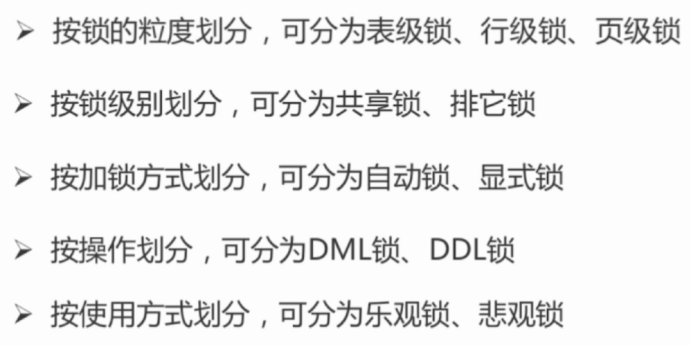 ➢ 按锁的粒度划分，可分为表级锁、行级锁、页级锁
➢ 按锁级别划分，可分为共享锁、排它锁
➢ 按加锁方式划分，可分为自动锁、显式锁
➢ 按操作划分，可分为DML锁、DDL锁
➢ 按使用方式划分，可分为乐观锁、悲观锁